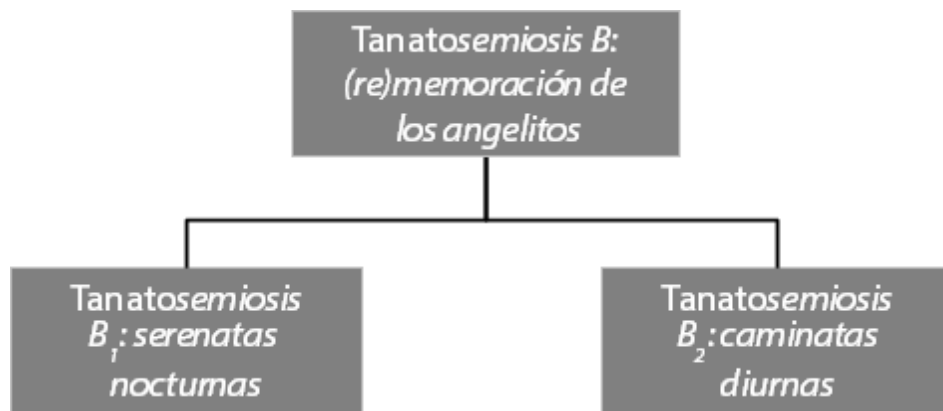 Tanatosemiosis B:
(re)memoración de
los angelitos
Tanatosemiosis
B₁: serenatas
nocturnas
Tanatosemiosis
B₂: caminatas
diurnas